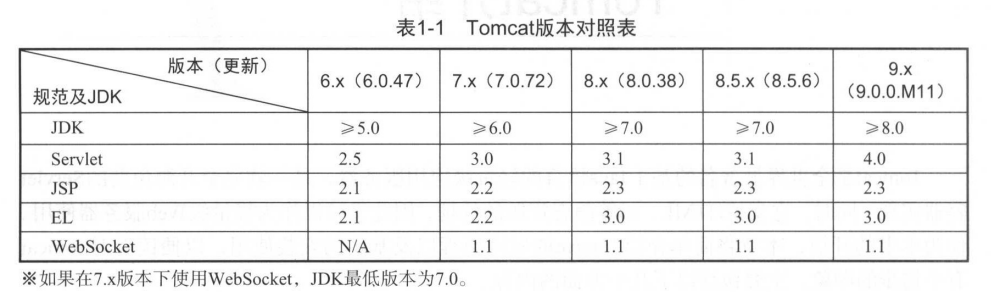 表1-1 Tomcat版本对照表
版本（更新） 6.x（6.0.47） 7.x（7.0.72） 8.x（8.0.38） 8.5.x（8.5.6） 9.x（9.0.0.M11）
规范及JDK
JDK ≥5.0 ≥6.0 ≥7.0 ≥7.0 ≥8.0
Servlet 2.5 3.0 3.1 3.1 4.0
JSP 2.1 2.2 2.3 2.3 2.3
EL 2.1 2.2 3.0 3.0 3.0
WebSocket N/A 1.1 1.1 1.1 1.1
※如果在7.x版本下使用WebSocket，JDK最低版本为7.0。